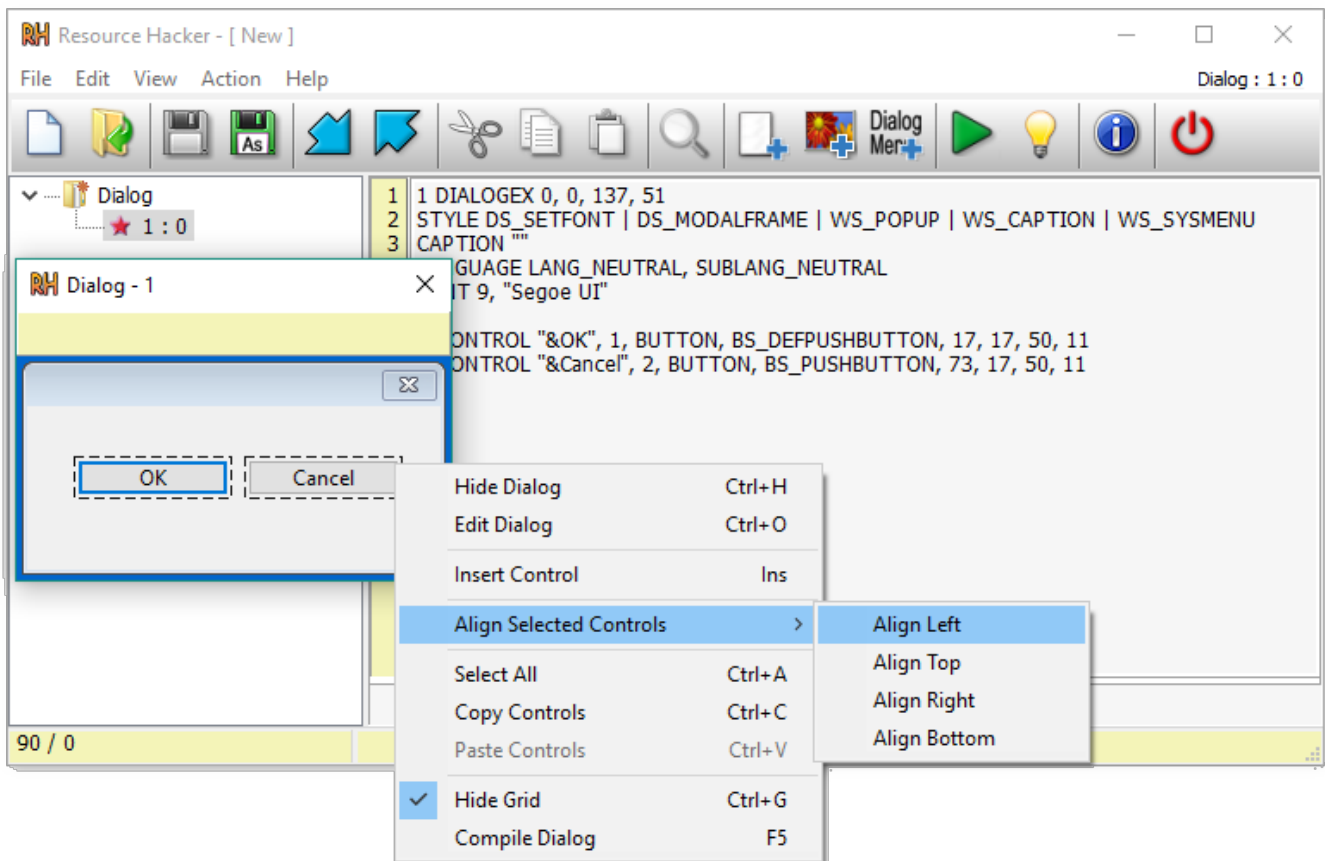 RH Resource Hacker - [ New ]
File Edit View Action Help Dialog : 1 : 0
As Dialog
Dialog
1 : 0
1 1 DIALOGEX 0, 0, 137, 51
2 STYLE DS_SETFONT | DS_MODALFRAME | WS_POPUP | WS_CAPTION | WS_SYSMENU
3 CAPTION ""
GUAGE LANG_NEUTRAL, SUBLANG_NEUTRAL
T 9, "Segoe UI"
ONTROL "&OK", 1, BUTTON, BS_DEFPUSHBUTTON, 17, 17, 50, 11
ONTROL "&Cancel", 2, BUTTON, BS_PUSHBUTTON, 73, 17, 50, 11
RH Dialog - 1
OK Cancel
Hide Dialog Ctrl+H
Edit Dialog Ctrl+O
Insert Control Ins
Align Selected Controls >
Select All Ctrl+A
Copy Controls Ctrl+C
Paste Controls Ctrl+V
Hide Grid Ctrl+G
Compile Dialog F5
Align Left
Align Top
Align Right
Align Bottom
90 / 0